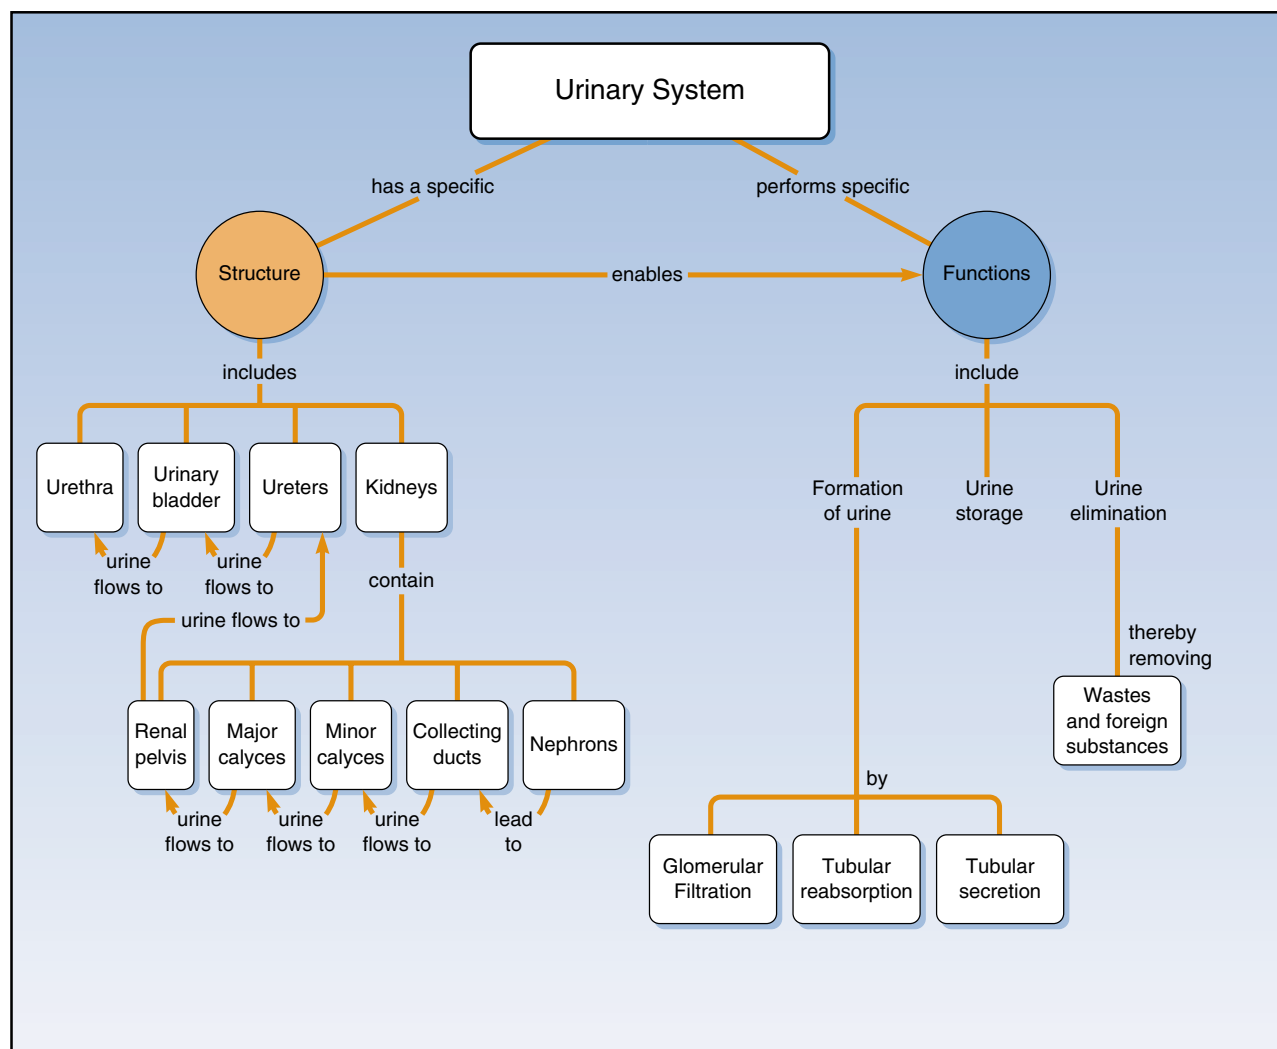 Urinary System
has a specific
performs specific
Structure
enables
Functions
includes
include
Urethra
Urinary
bladder
Ureters
Kidneys
Formation
of urine
Urine
storage
Urine
elimination
urine
flows to
urine
flows to
contain
urine flows to
thereby
removing
Wastes
and foreign
substances
Renal
pelvis
Major
calyces
Minor
calyces
Collecting
ducts
Nephrons
by
urine
flows to
urine
flows to
urine
flows to
lead
to
Glomerular
Filtration
Tubular
reabsorption
Tubular
secretion